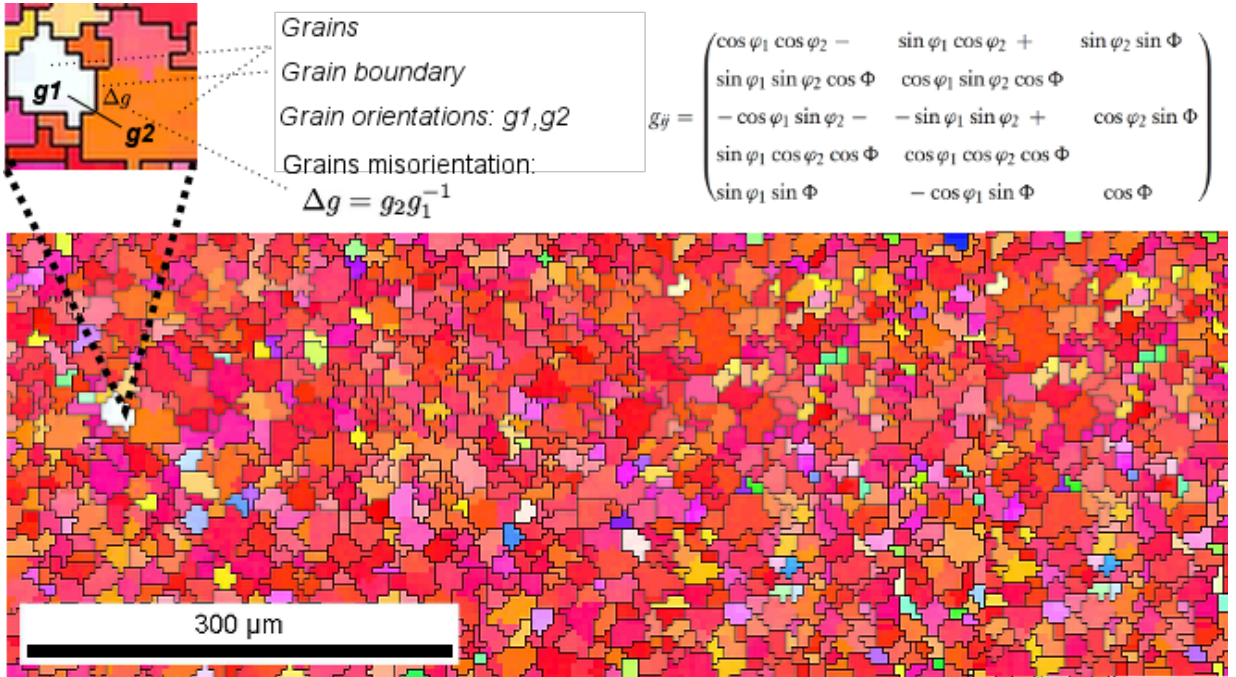 g1
Δg
g2
Grains
Grain boundary
Grain orientations: g1,g2
Grains misorientation:
Δg = g₂g₁⁻¹
cos φ₁ cos φ₂ − sin φ₁ cos φ₂ + sin φ₂ sin Φ
sin φ₁ sin φ₂ cos Φ cos φ₁ sin φ₂ cos Φ
gᵢⱼ = − cos φ₁ sin φ₂ − − sin φ₁ sin φ₂ + cos φ₂ sin Φ
sin φ₁ cos φ₂ cos Φ cos φ₁ cos φ₂ cos Φ
sin φ₁ sin Φ − cos φ₁ sin Φ cos Φ
300 µm